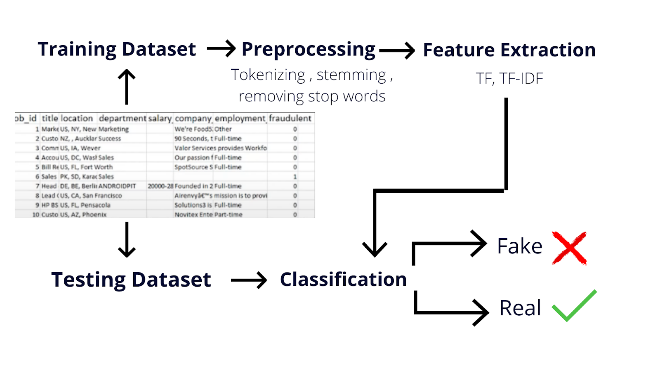 Training Dataset
Preprocessing
Feature Extraction
Tokenizing , stemming ,
removing stop words
TF, TF-IDF
ob_id title location department salary_ company_ employment_ fraudulent
1 Marke US, NY, New Marketing We're Food5 Other 0
2 Custo NZ, , Aucklar Success 90 Seconds, t Full-time 0
3 Comm US, IA, Wever Valor Services provides Workfo 0
4 Accou US, DC, Wash Sales Our passion f Full-time 0
5 Bill Re US, FL, Fort Worth SpotSource S Full-time 0
6 Sales PK, SD, Karac Sales 1
7 Head DE, BE, Berlin ANDROIDPIT 20000-28 Founded in 2 Full-time 0
8 Lead ( US, CA, San Francisco Airenvyâ€™s mission is to provi 0
9 HP BS US, FL, Pensacola Solutions3 is Full-time 0
10 Custo US, AZ, Phoenix Novitex Ente Part-time 0
Testing Dataset
Classification
Fake
Real